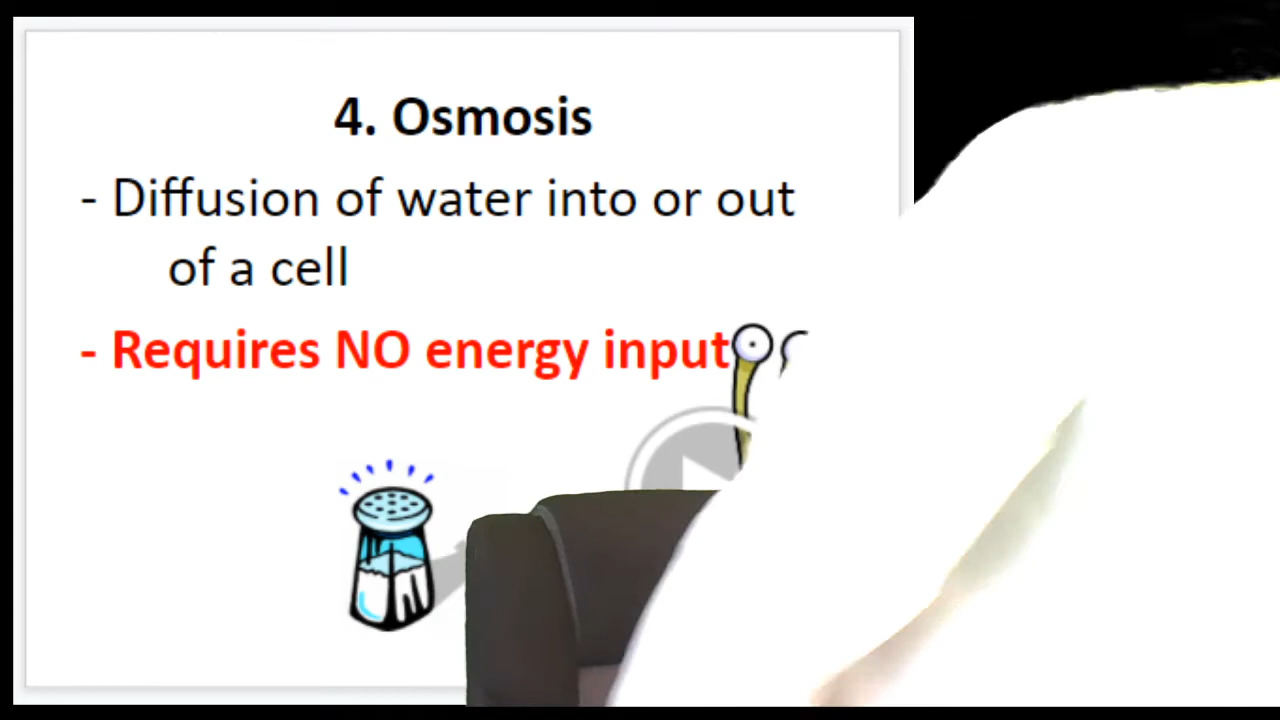 4. Osmosis
- Diffusion of water into or out
of a cell
- Requires NO energy input